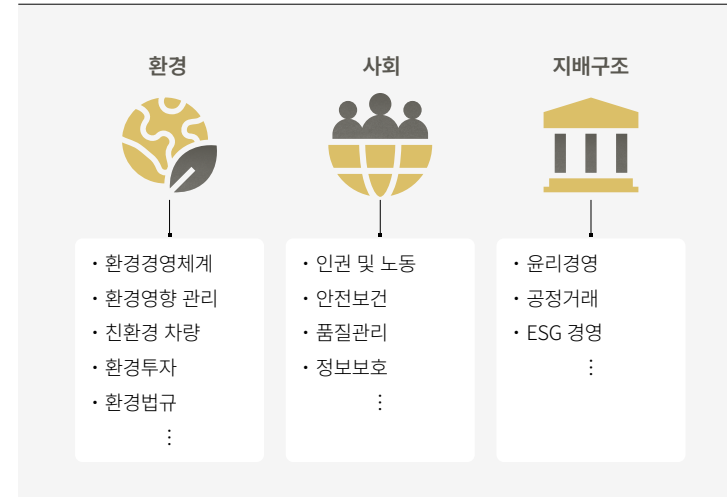 환경
· 환경경영체계
· 환경영향 관리
· 친환경 차량
· 환경투자
· 환경법규
⋮
사회
· 인권 및 노동
· 안전보건
· 품질관리
· 정보보호
⋮
지배구조
· 윤리경영
· 공정거래
· ESG 경영
⋮